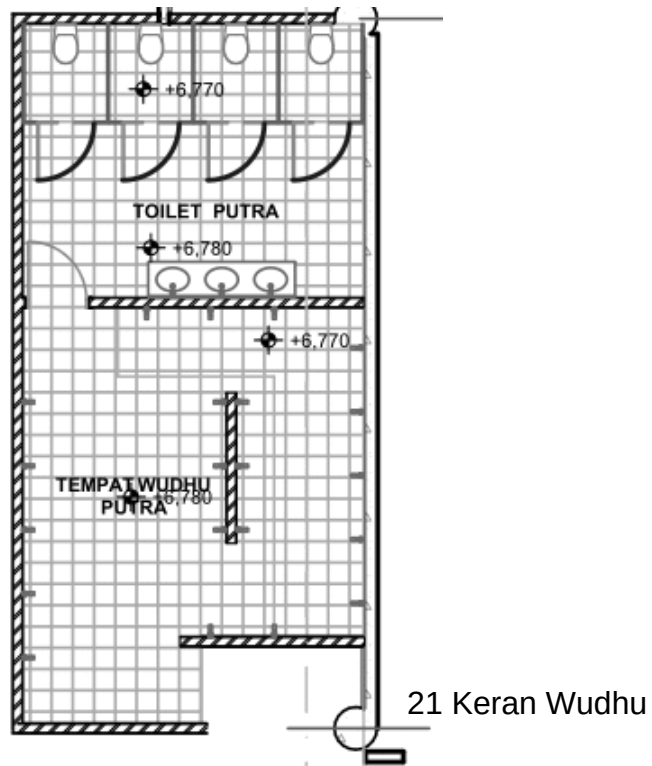 +6,770
TOILET PUTRA
+6,780
+6,770
TEMPAT WUDHU
+6,780
PUTRA
21 Keran Wudhu